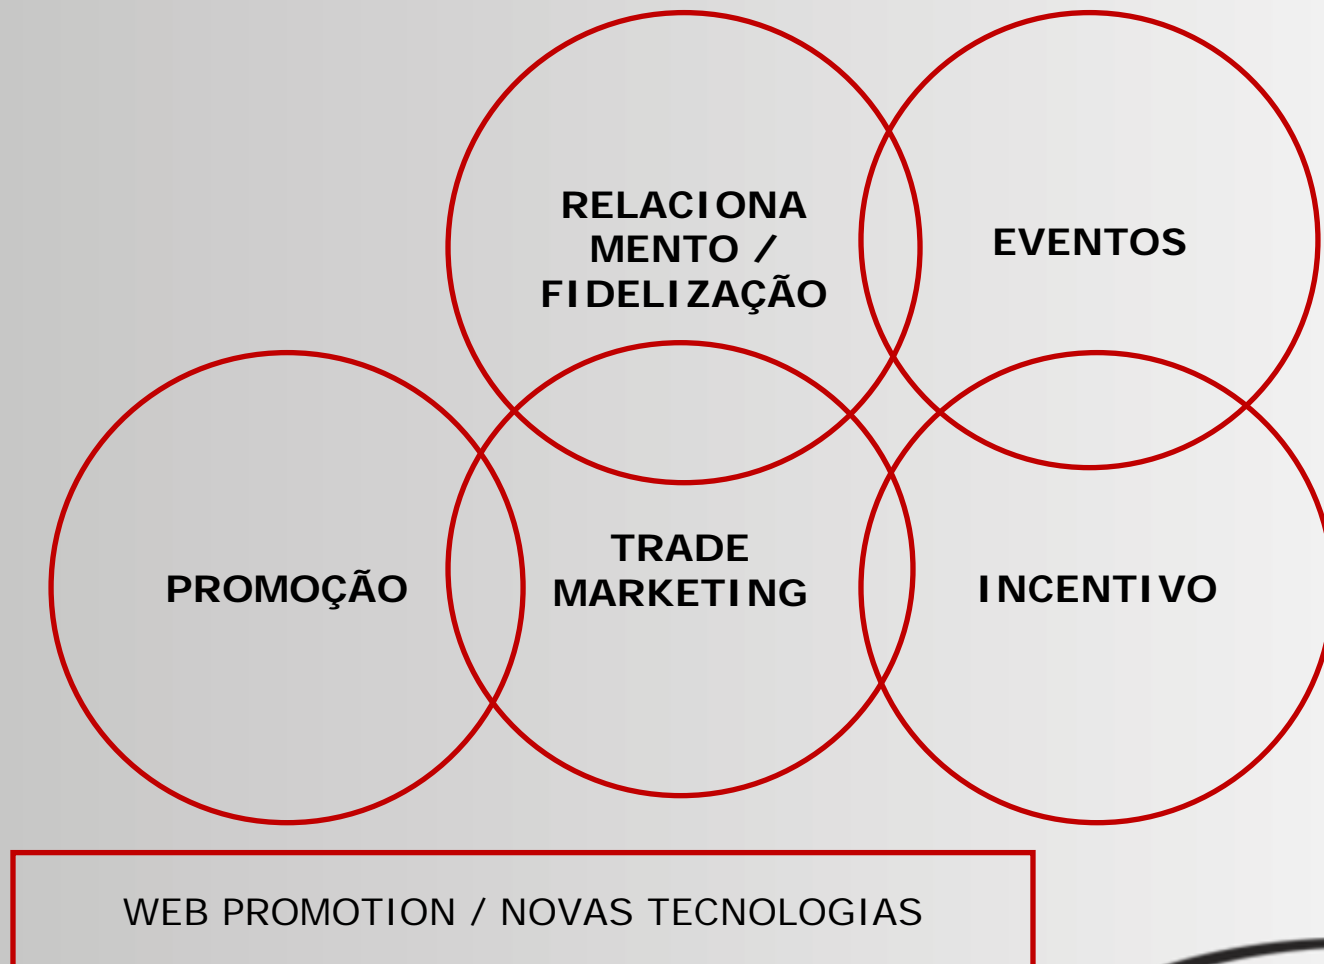 RELACIONA
MENTO /
FIDELIZAÇÃO
EVENTOS
PROMOÇÃO
TRADE
MARKETING
INCENTIVO
WEB PROMOTION / NOVAS TECNOLOGIAS